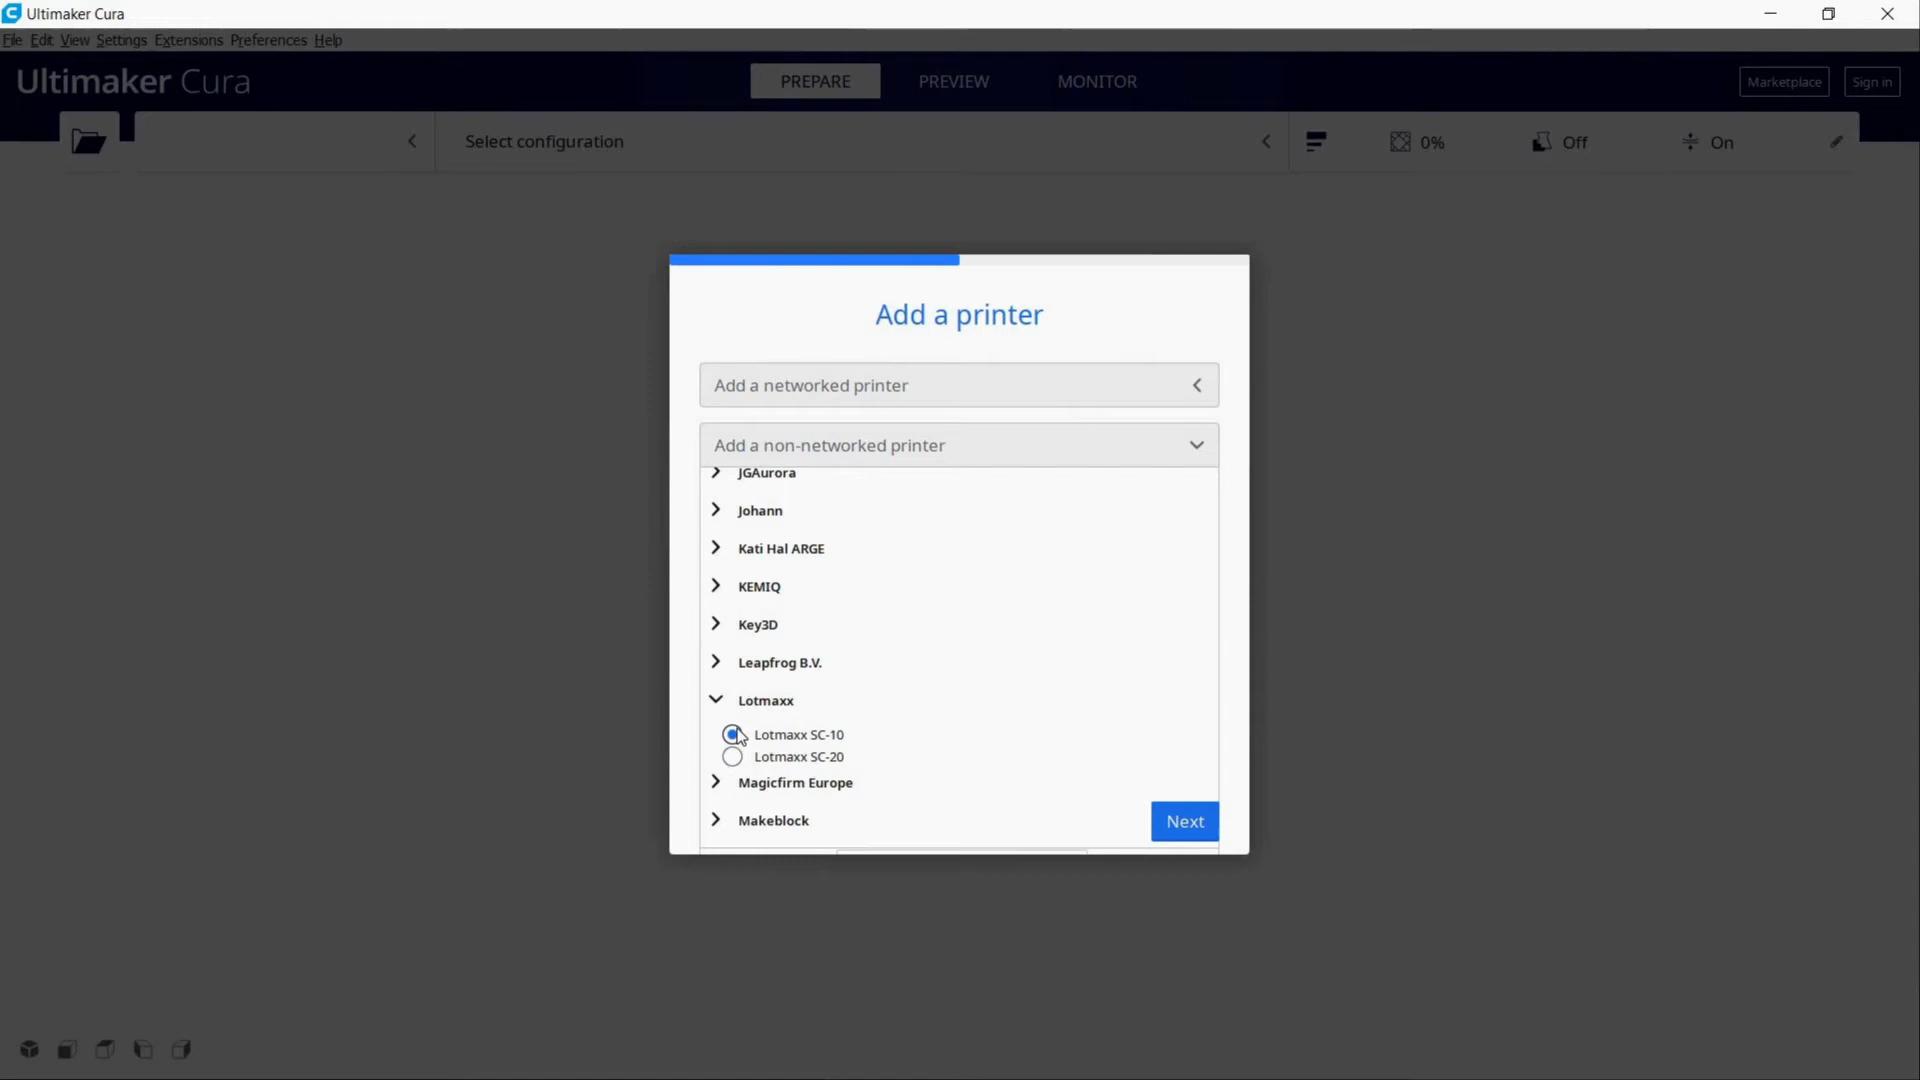 Ultimaker Cura
File Edit View Settings Extensions Preferences Help
Ultimaker Cura
PREPARE PREVIEW MONITOR
Marketplace Sign in
Select configuration 0% Off On
Add a printer
Add a networked printer
Add a non-networked printer
JGAurora
Johann
Kati Hal ARGE
KEMIQ
Key3D
Leapfrog B.V.
Lotmaxx
Lotmaxx SC-10
Lotmaxx SC-20
Magicfirm Europe
Makeblock
Next